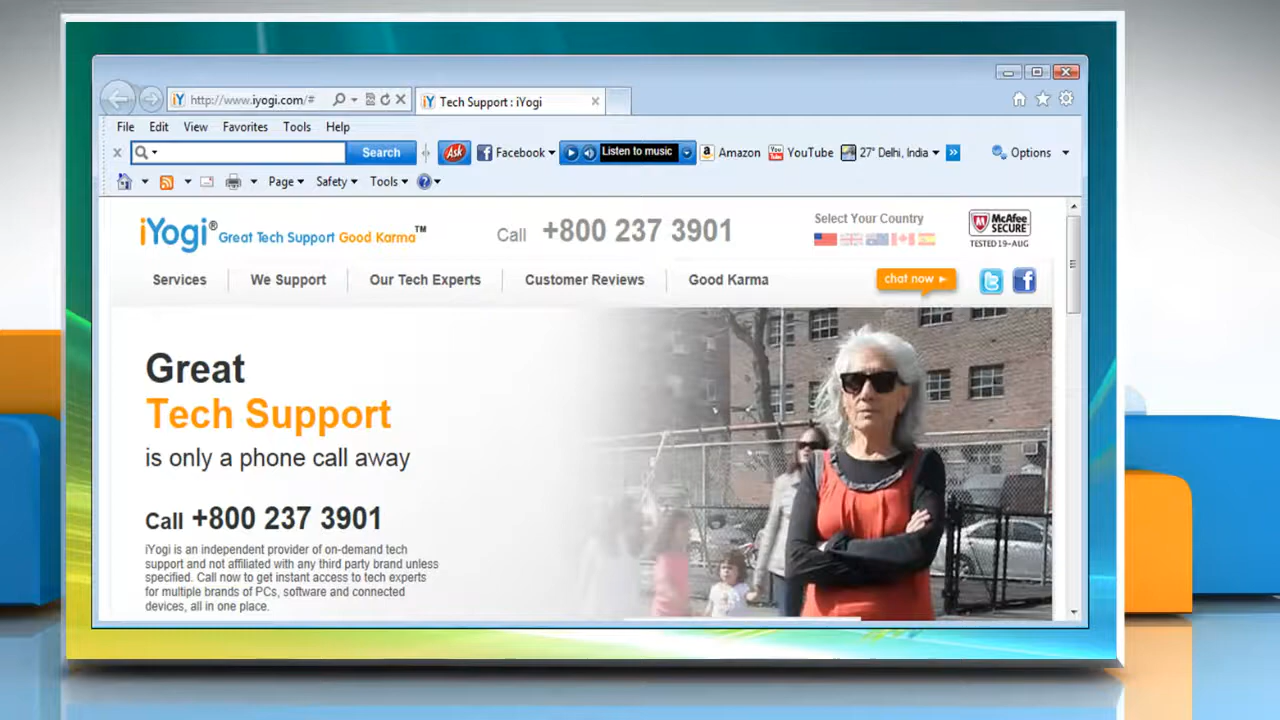 http://www.iyogi.com/#
Tech Support : iYogi
File Edit View Favorites Tools Help
Search
Ask
Facebook
Listen to music
a Amazon
You Tube YouTube
27° Delhi, India
Options
Page Safety Tools
iYogi® Great Tech Support Good Karma™
Call +800 237 3901
Select Your Country
McAfee SECURE
TESTED 19-AUG
Services We Support Our Tech Experts Customer Reviews Good Karma
chat now
Great
Tech Support
is only a phone call away
Call +800 237 3901
iYogi is an independent provider of on-demand tech
support and not affiliated with any third party brand unless
specified. Call now to get instant access to tech experts
for multiple brands of PCs, software and connected
devices, all in one place.